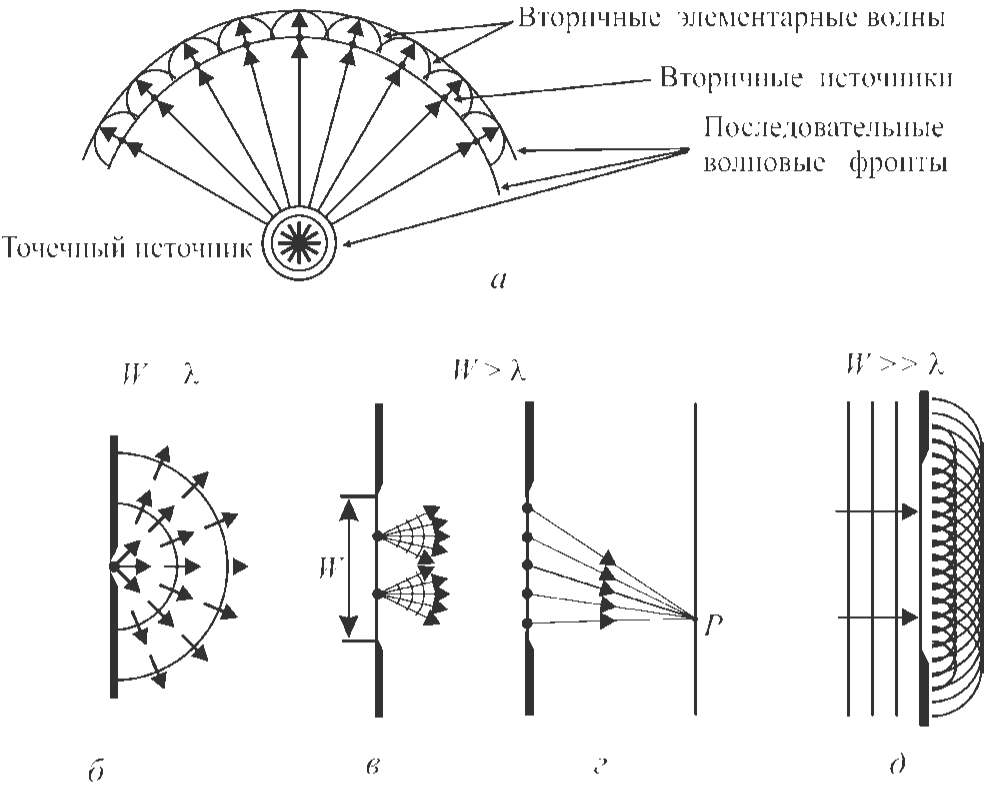 Вторичные элементарные волны
Вторичные источники
Последовательные
волновые фронты
Точечный источник
а
W λ
W > λ
W >> λ
W
P
б
в
г
д